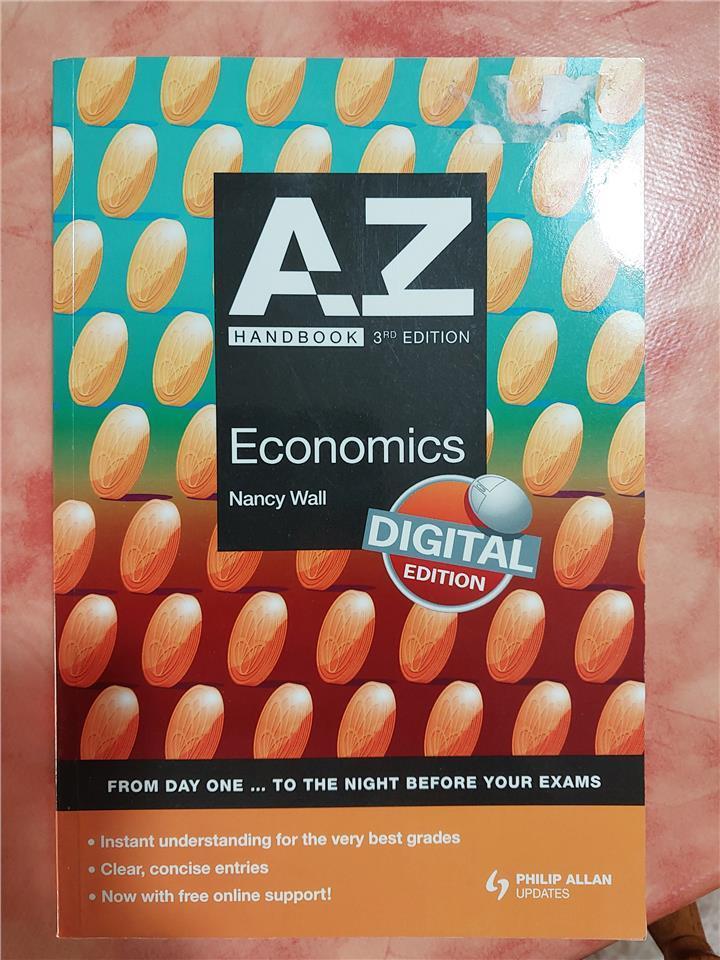 A-Z
HANDBOOK 3RD EDITION
Economics
Nancy Wall
DIGITAL
EDITION
FROM DAY ONE ... TO THE NIGHT BEFORE YOUR EXAMS
• Instant understanding for the very best grades
• Clear, concise entries
• Now with free online support!
PHILIP ALLAN
UPDATES